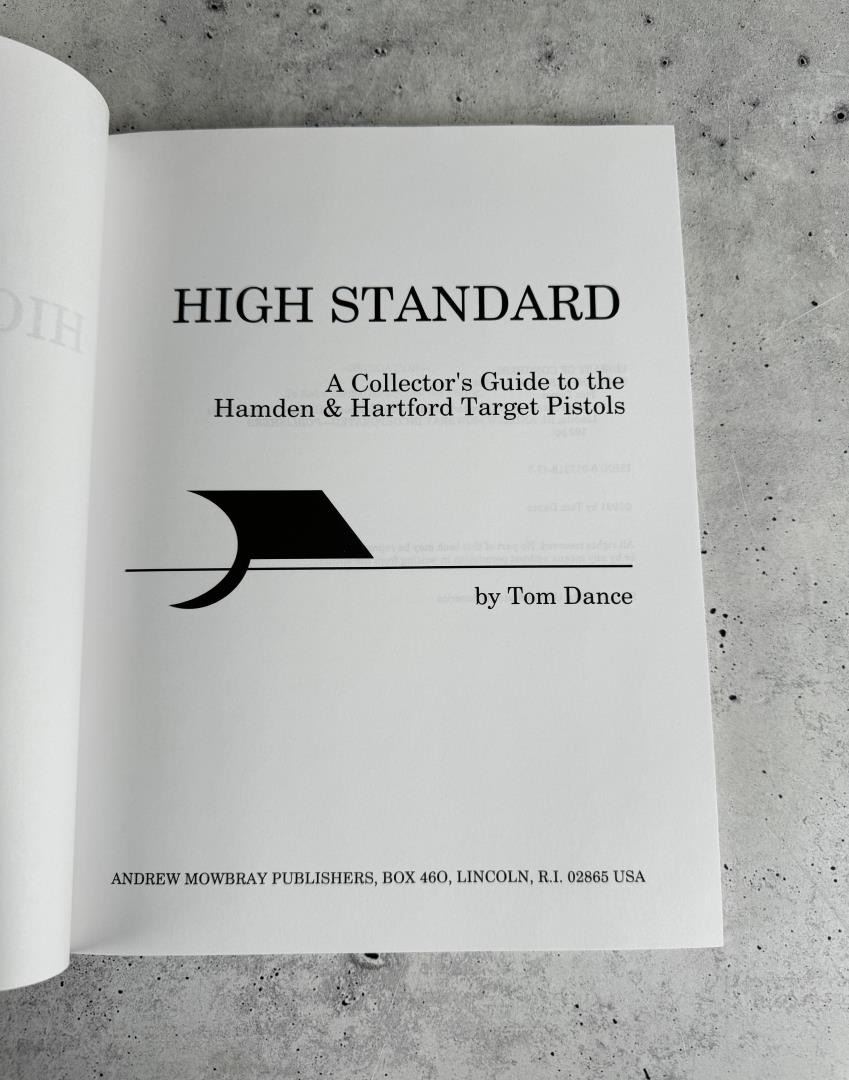 HIGH STANDARD
A Collector's Guide to the
Hamden & Hartford Target Pistols
by Tom Dance
ANDREW MOWBRAY PUBLISHERS, BOX 46O, LINCOLN, R.I. 02865 USA